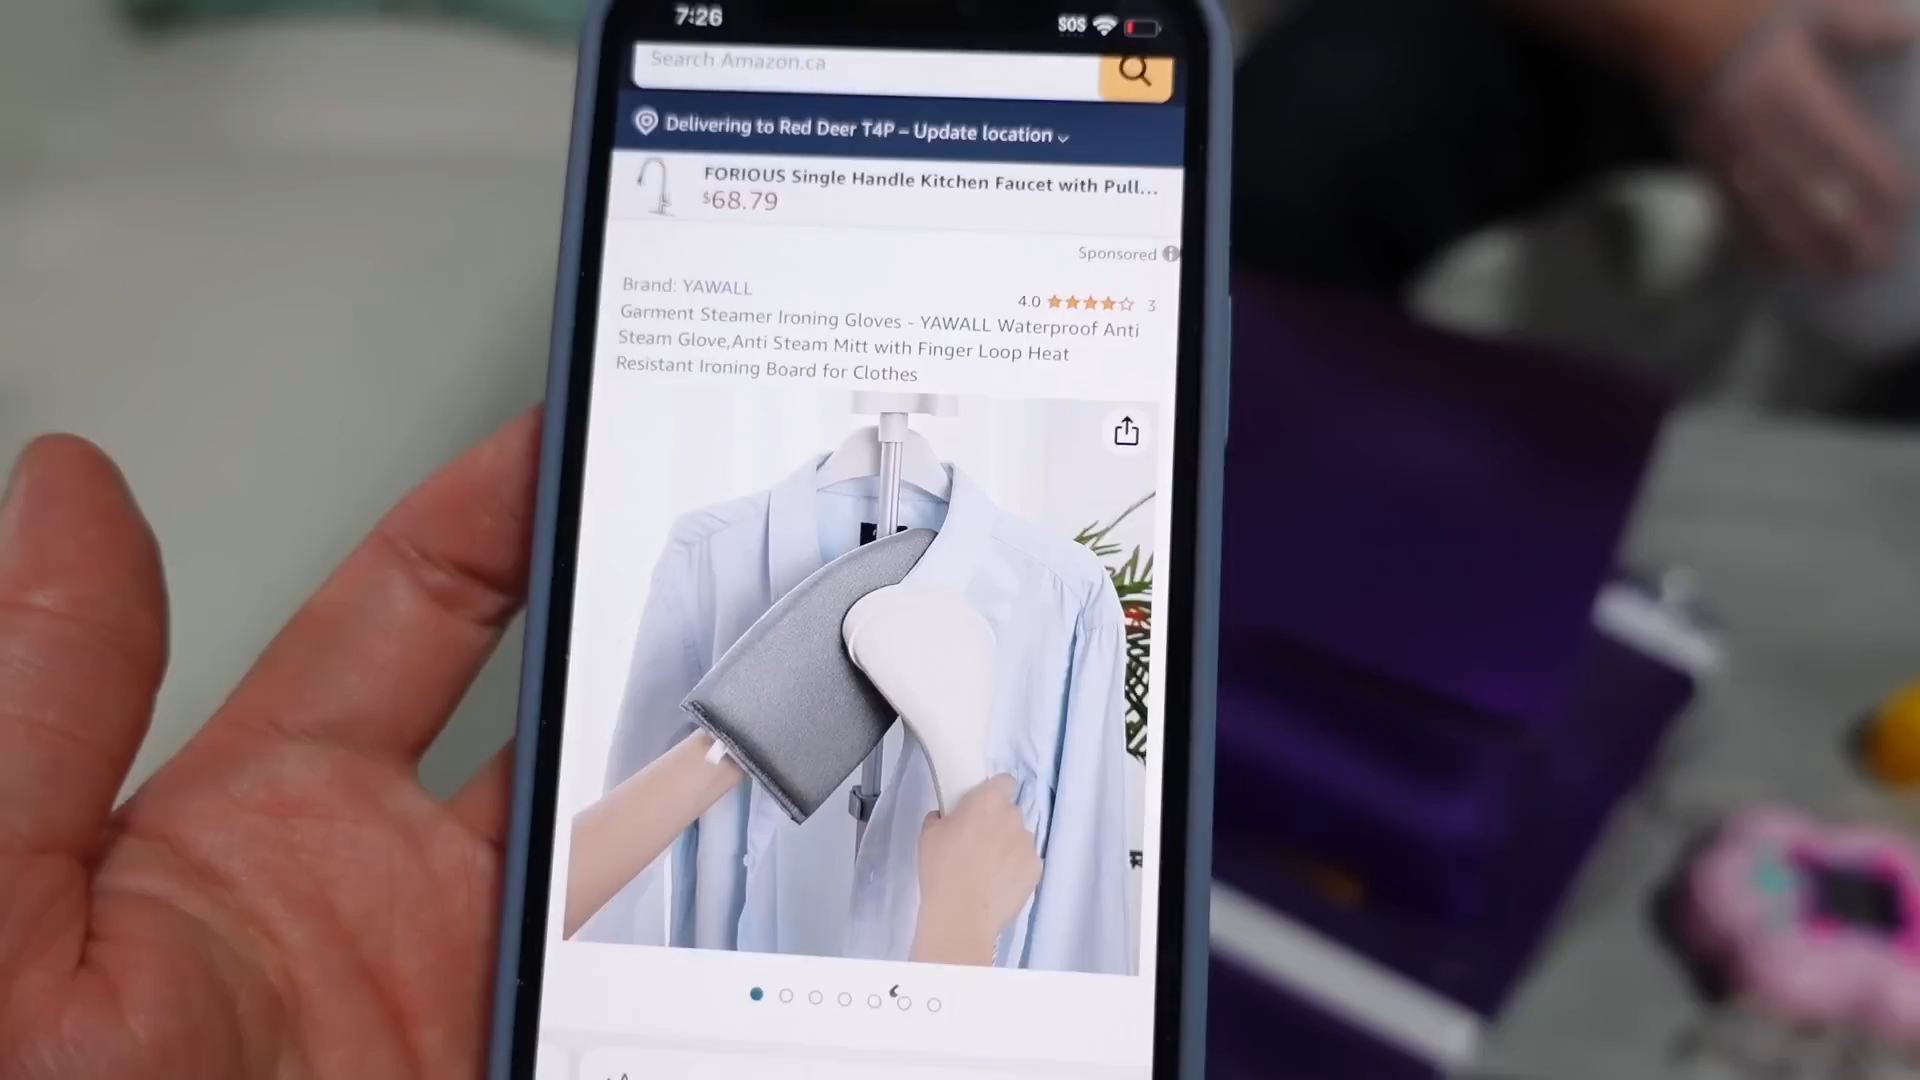 7:26
SOS
Search Amazon.ca
Delivering to Red Deer T4P – Update location
FORIOUS Single Handle Kitchen Faucet with Pull...
$68.79
Sponsored
Brand: YAWALL
4.0
3
Garment Steamer Ironing Gloves - YAWALL Waterproof Anti
Steam Glove,Anti Steam Mitt with Finger Loop Heat
Resistant Ironing Board for Clothes